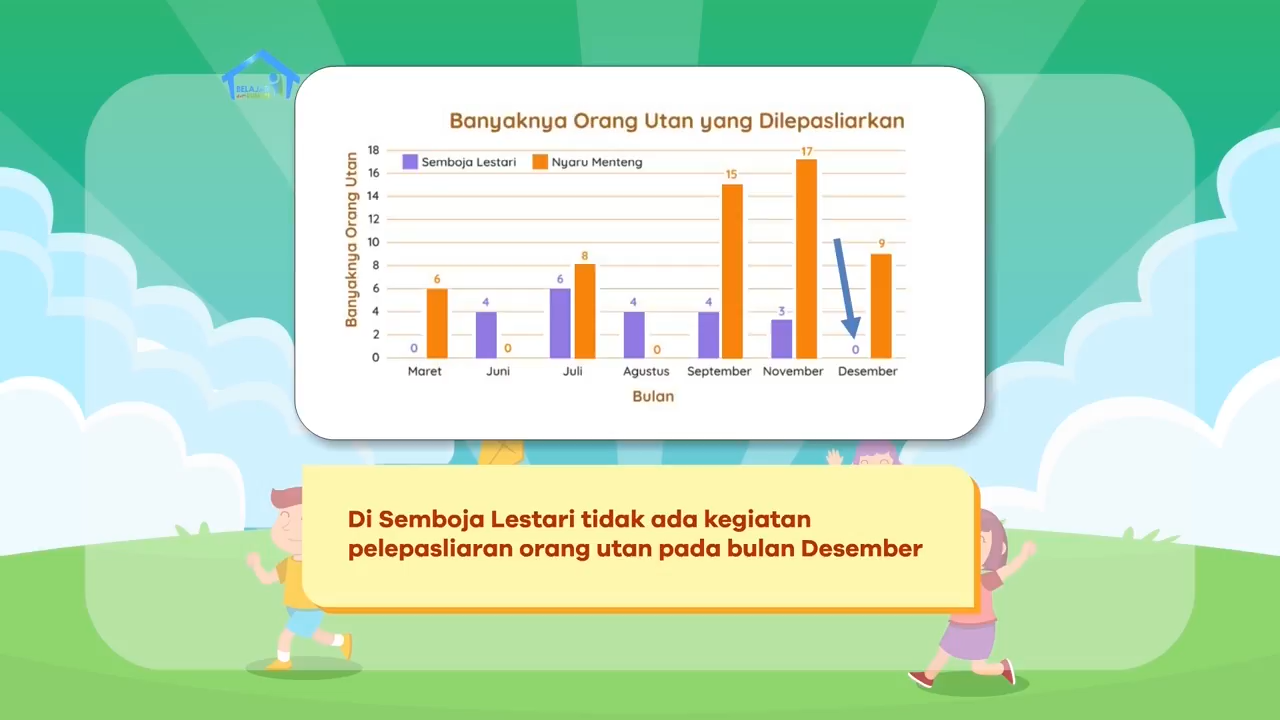 BELAJAR
Banyaknya Orang Utan yang Dilepasliarkan
Banyaknya Orang Utan
18
16
14
12
10
8
6
4
2
0
Semboja Lestari
Nyaru Menteng
0
6
4
0
6
8
4
0
4
15
3
17
0
9
Maret
Juni
Juli
Agustus
September
November
Desember
Bulan
Di Semboja Lestari tidak ada kegiatan
pelepasliaran orang utan pada bulan Desember